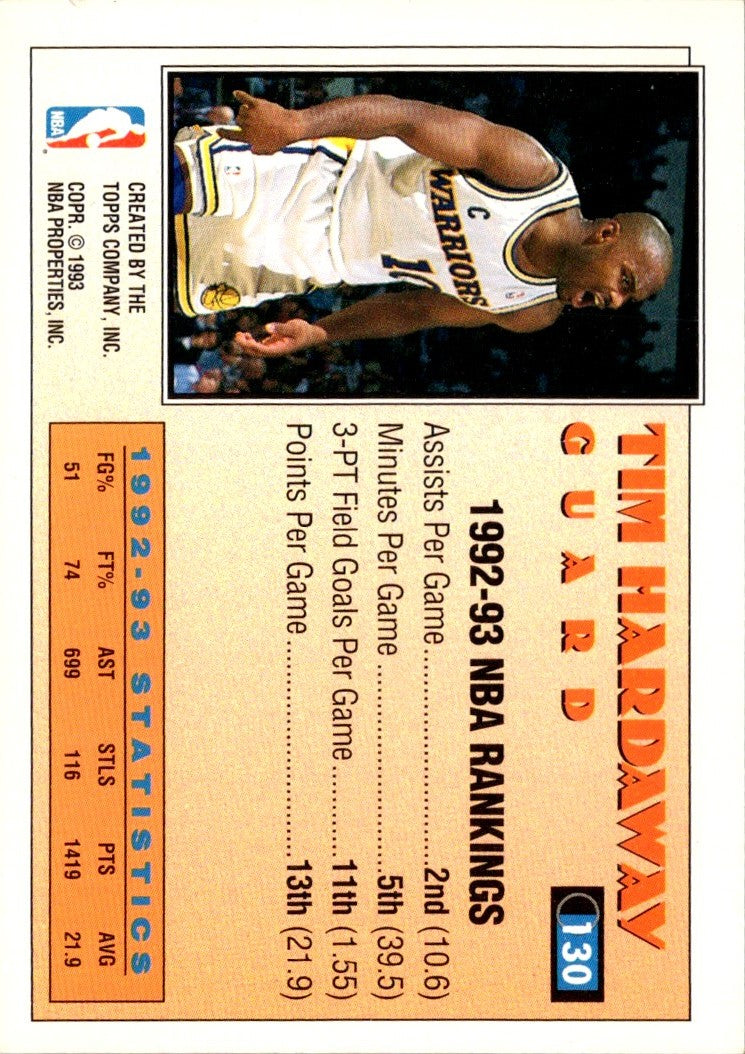 TIM HARDAWAY
GUARD
130
1992-93 NBA RANKINGS
Assists Per Game..........................2nd (10.6)
Minutes Per Game.........................5th (39.5)
3-PT Field Goals Per Game..........11th (1.55)
Points Per Game..........................13th (21.9)
WARRIORS
C
10
NBA
CREATED BY THE
TOPPS COMPANY, INC.
COPR. © 1993
NBA PROPERTIES, INC.
1992-93 STATISTICS
FG% FT% AST STLS PTS AVG
51 74 699 116 1419 21.9